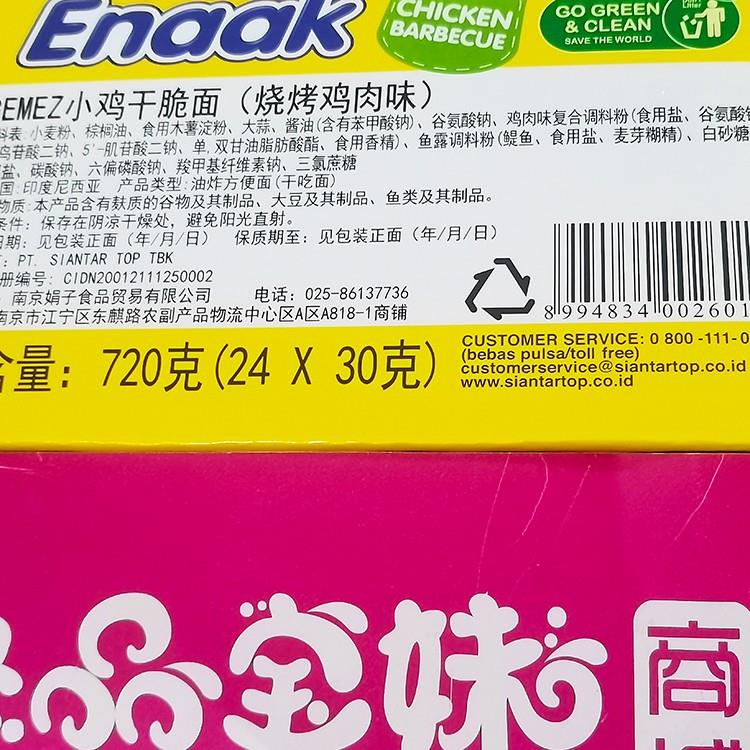 Enaak
CHICKEN
BARBECUE
GO GREEN
& CLEAN
SAVE THE WORLD
Litter
GEMEZ小鸡干脆面（烧烤鸡肉味）
料表:小麦粉、棕榈油、食用木薯淀粉、大蒜、酱油(含有苯甲酸钠)、谷氨酸钠、鸡肉味复合调料粉(食用盐、谷氨酸钠
鸟苷酸二钠、5'-肌苷酸二钠、单,双甘油脂肪酸酯、食用香精)、鱼露调料粉(鳀鱼、食用盐、麦芽糊精)、白砂糖
盐、碳酸钠、六偏磷酸钠、羧甲基纤维素钠、三氯蔗糖
国:印度尼西亚 产品类型:油炸方便面(干吃面)
物质:本产品含有麸质的谷物及其制品、大豆及其制品、鱼类及其制品。
条件：保存在阴凉干燥处，避免阳光直射。
日期：见包装正面（年/月/日） 保质期至：见包装正面（年/月/日）
: PT. SIANTAR TOP TBK
册编号: CIDN20012111250002
：南京娟子食品贸易有限公司 电话：025-86137736
南京市江宁区东麒路农副产品物流中心区A区A818-1商铺
8 994834 002601
含量：720克(24 X 30克)
CUSTOMER SERVICE: 0 800 -111- 0
(bebas pulsa/toll free)
customerservice@siantartop.co.id
www.siantartop.co.id
品宝妹
商